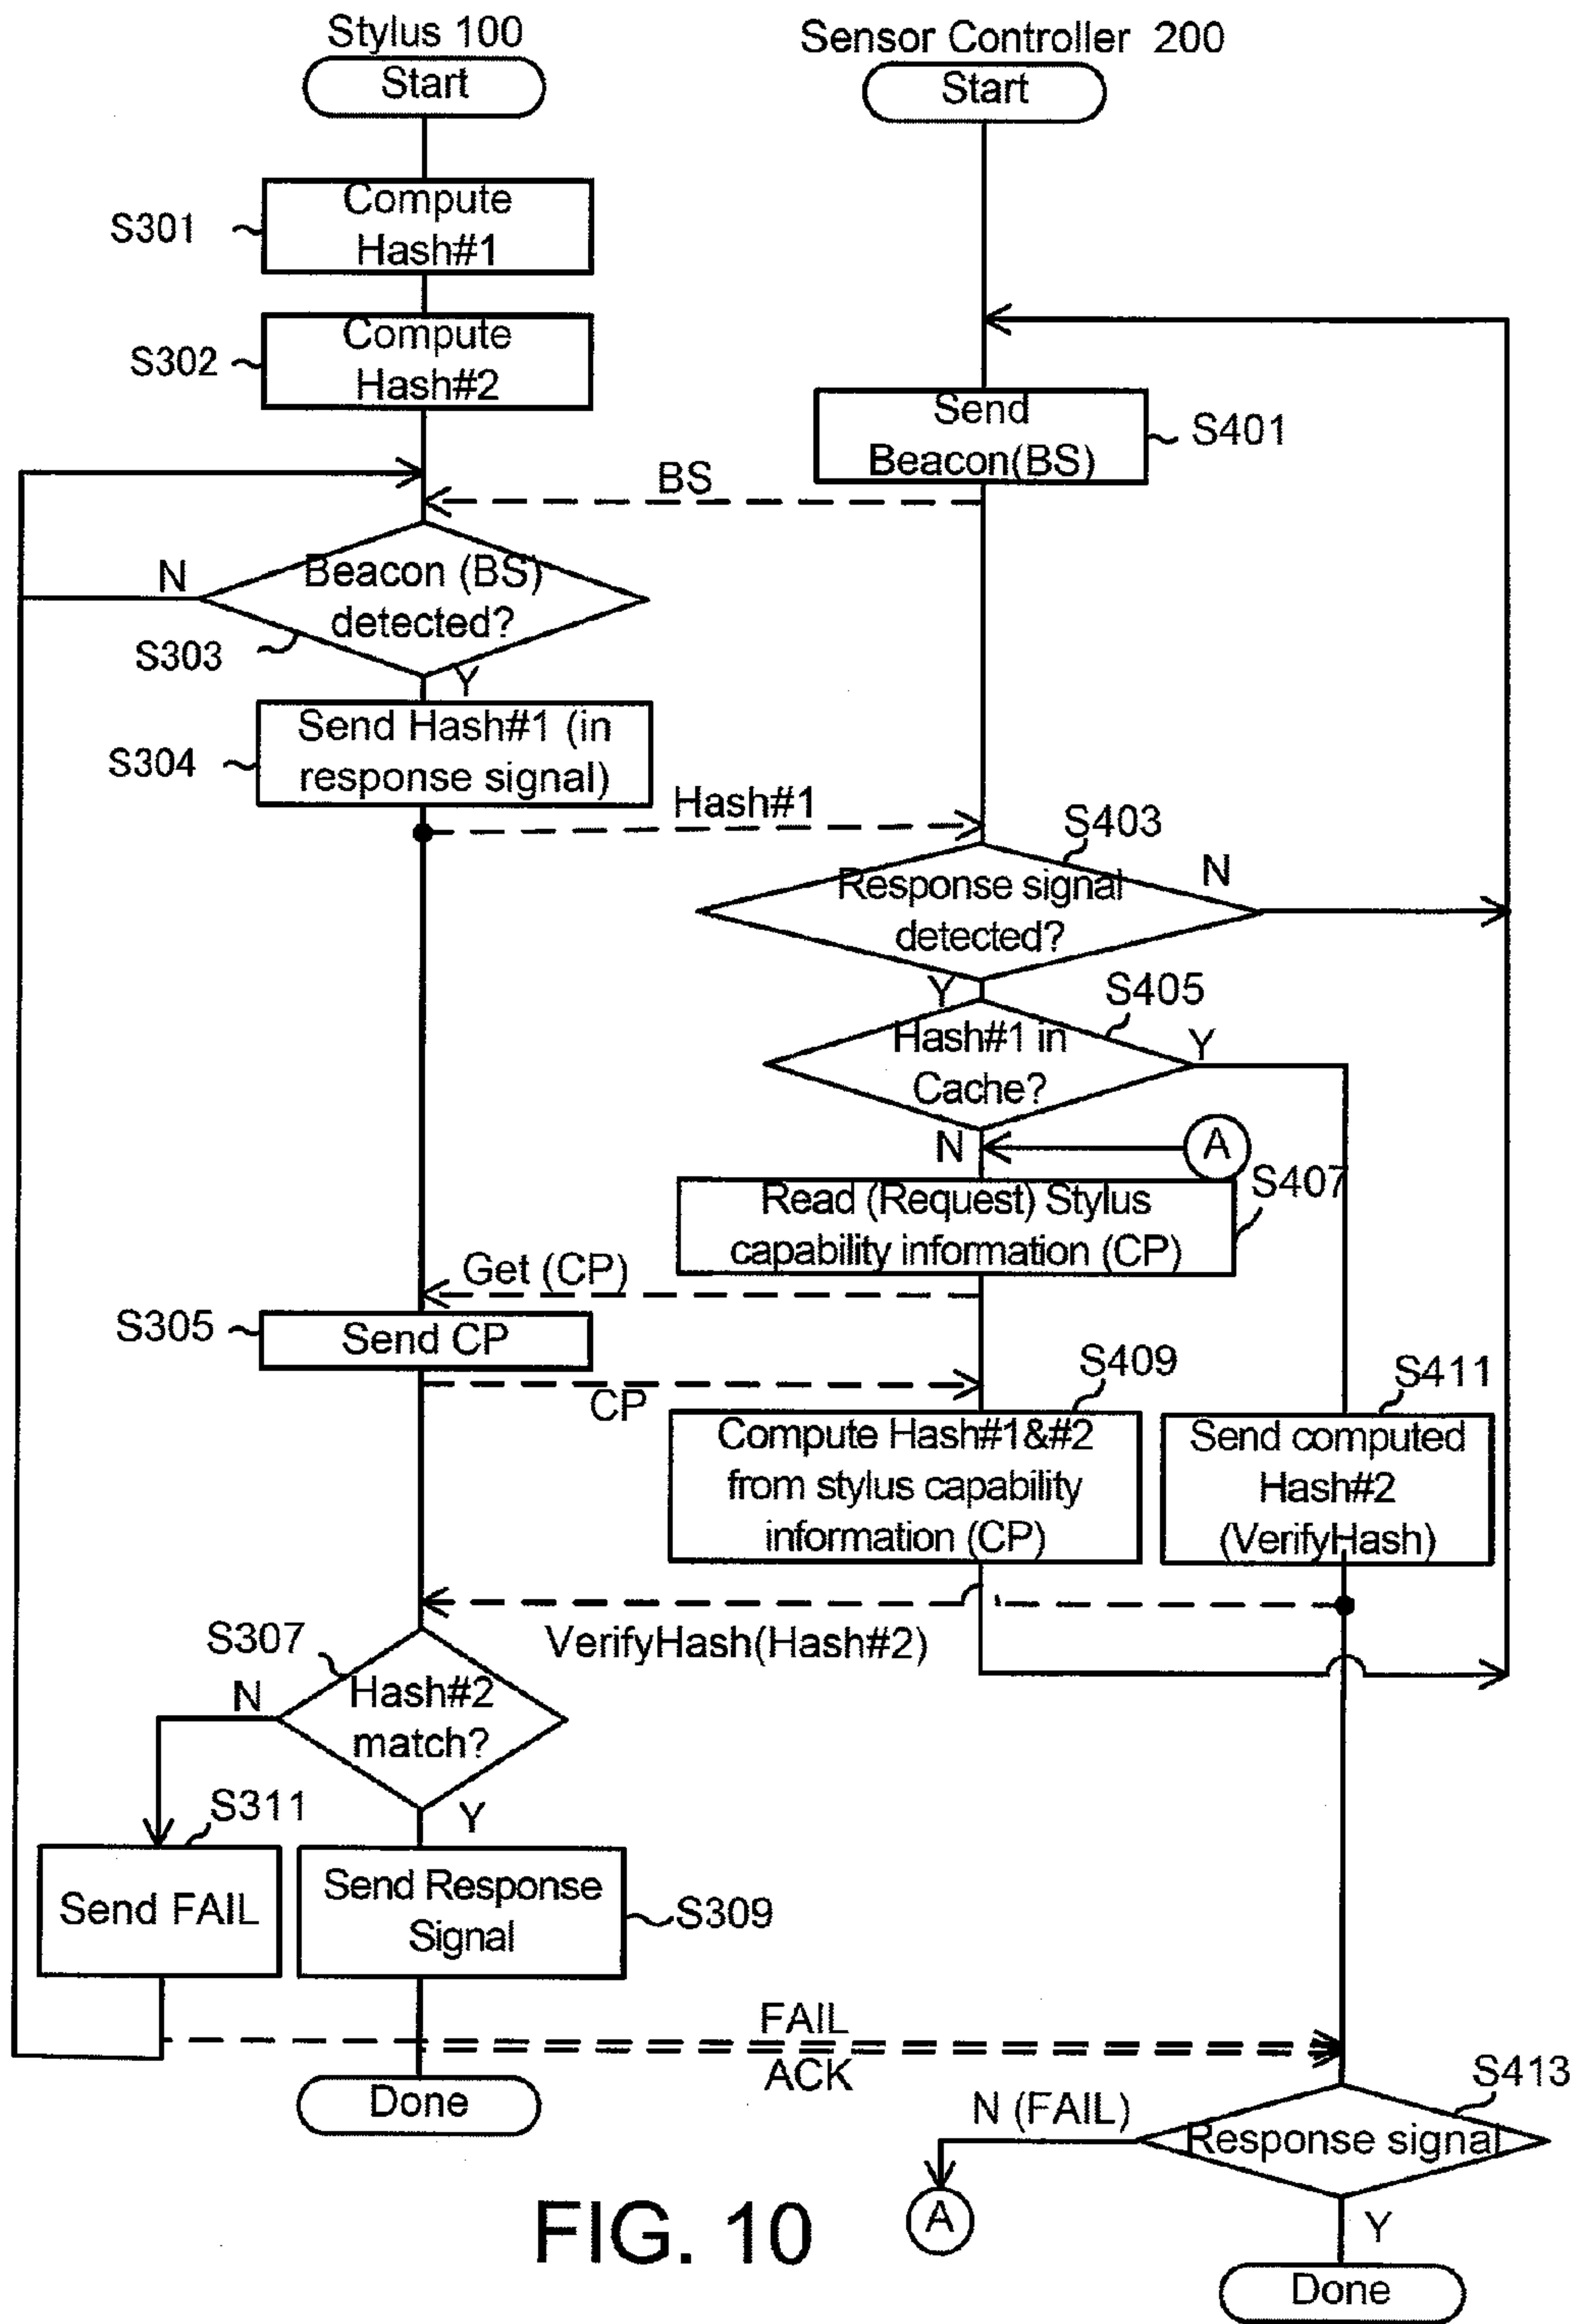 Stylus 100
Sensor Controller 200
Start
Start
S301
Compute
Hash#1
S302
Compute
Hash#2
Send
Beacon(BS)
S401
BS
N
Beacon (BS)
detected?
S303
Y
Send Hash#1 (in
response signal)
S304
Hash#1
S403
Response signal
detected?
N
Y
S405
Hash#1 in
Cache?
Y
N
A
S407
Read (Request) Stylus
capability information (CP)
Get (CP)
S305
Send CP
CP
S409
Compute Hash#1&#2
from stylus capability
information (CP)
S411
Send computed
Hash#2
(VerifyHash)
VerifyHash(Hash#2)
S307
N
Hash#2
match?
Y
S311
Send FAIL
Send Response
Signal
S309
FAIL
ACK
Done
S413
N (FAIL)
Response signal
A
Y
Done
FIG. 10